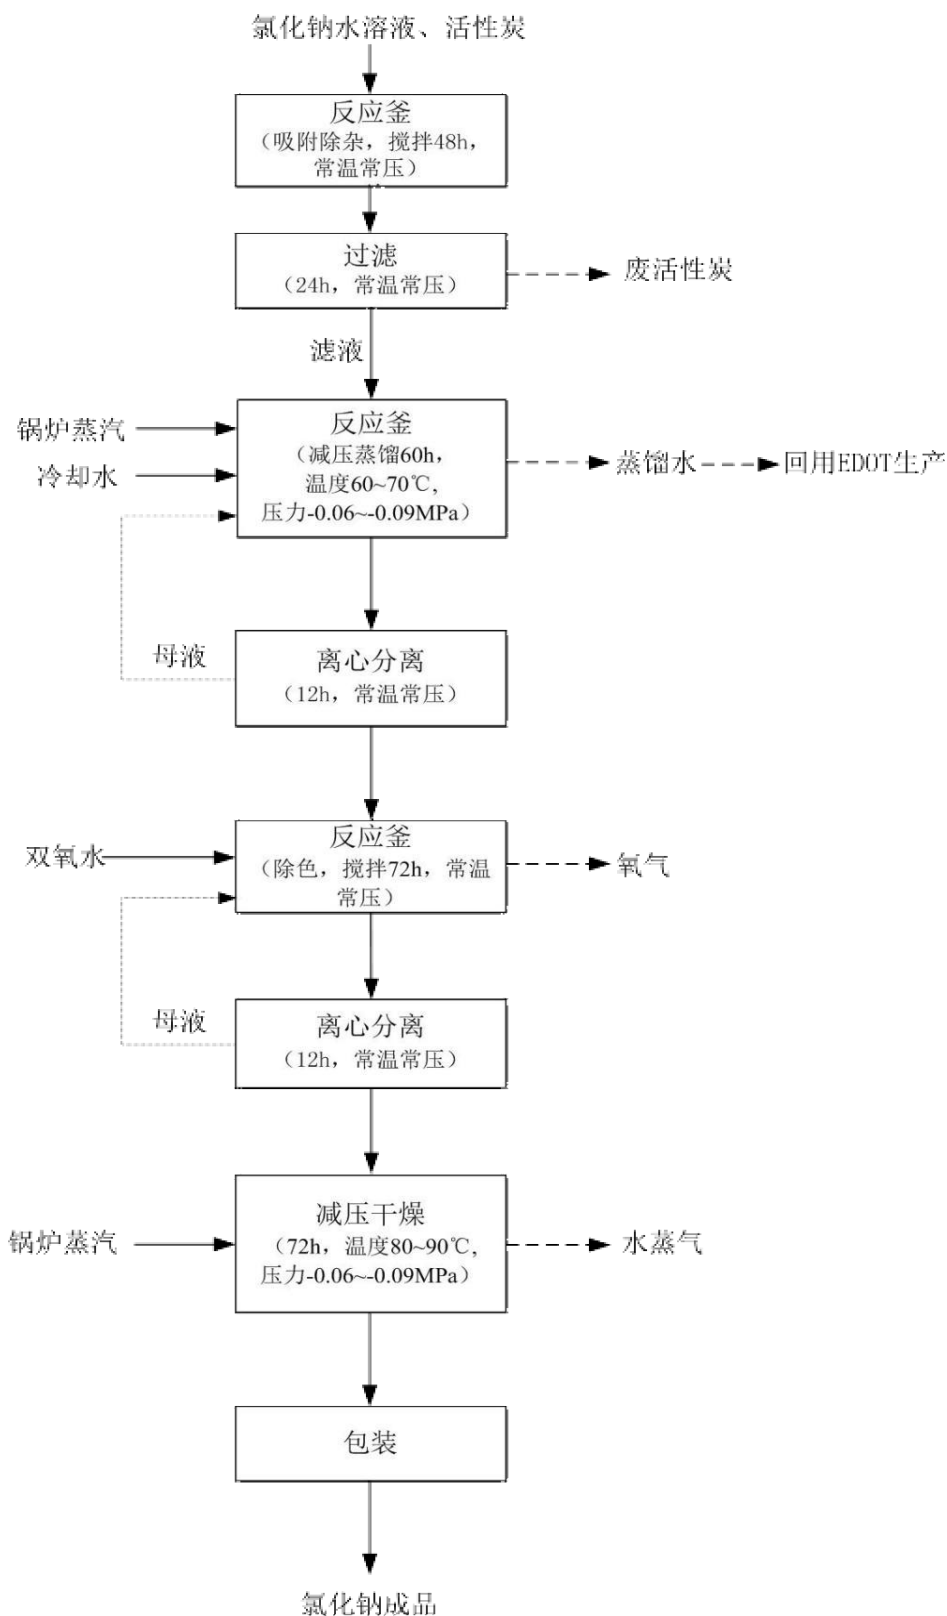 氯化钠水溶液、活性炭
反应釜
（吸附除杂，搅拌48h，
常温常压）
过滤
（24h，常温常压）
废活性炭
滤液
锅炉蒸汽
冷却水
反应釜
（减压蒸馏60h，
温度60~70℃,
压力-0.06~-0.09MPa）
蒸馏水
回用EDOT生产
母液
离心分离
（12h，常温常压）
双氧水
反应釜
（除色，搅拌72h，常温
常压）
氧气
母液
离心分离
（12h，常温常压）
锅炉蒸汽
减压干燥
（72h，温度80~90℃,
压力-0.06~-0.09MPa）
水蒸气
包装
氯化钠成品